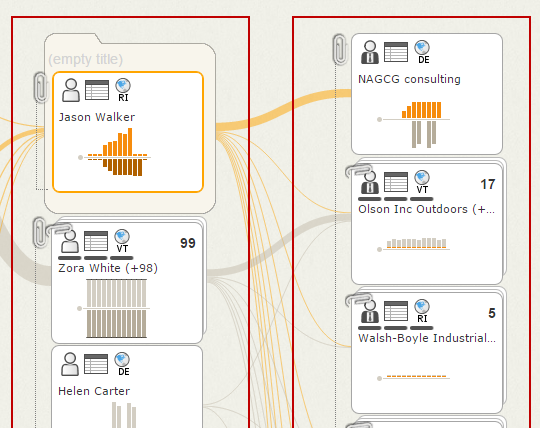 (empty title)
RI
Jason Walker
VT
99
Zora White (+98)
DE
Helen Carter
DE
NAGCG consulting
VT
17
Olson Inc Outdoors (+...
RI
5
Walsh-Boyle Industrial...